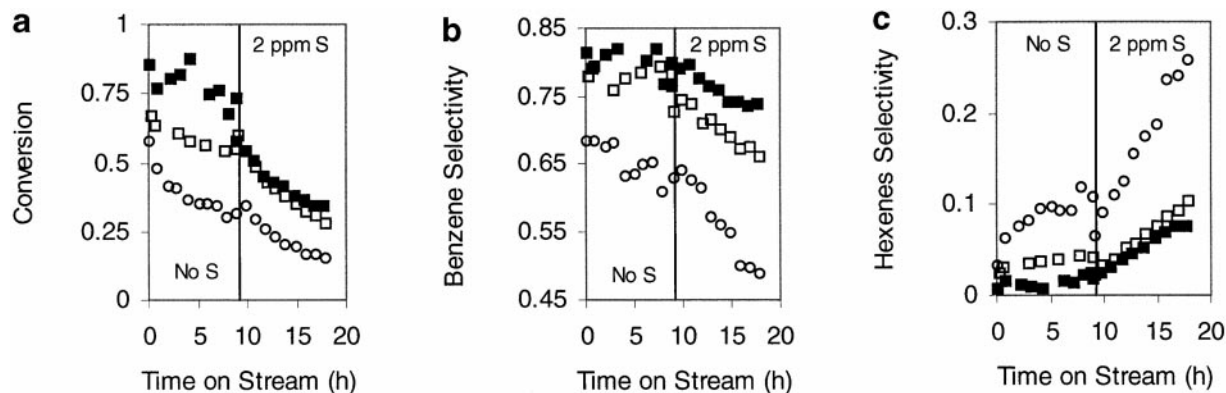 a
1
0.75
0.5
0.25
0
Conversion
2 ppm S
No S
0 5 10 15 20
Time on Stream (h)
b
0.85
0.75
0.65
0.55
0.45
Benzene Selectivity
2 ppm S
No S
0 5 10 15 20
Time on Stream (h)
c
0.3
0.2
0.1
0
Hexenes Selectivity
No S
2 ppm S
0 5 10 15 20
Time on Stream (h)